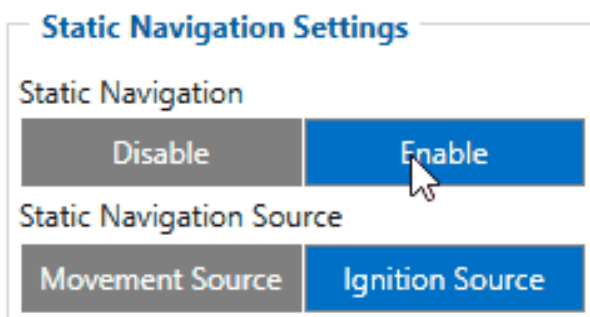 Static Navigation Settings
Static Navigation
Disable Enable
Static Navigation Source
Movement Source Ignition Source